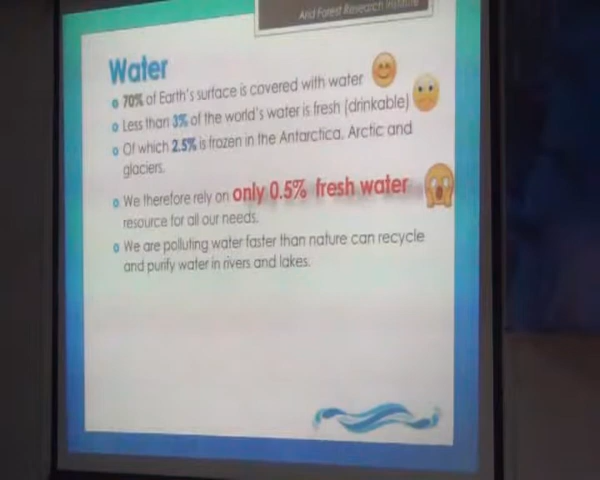 Arid Forest Research Institute
Water
70% of Earth's surface is covered with water
Less than 3% of the world's water is fresh (drinkable)
Of which 2.5% is frozen in the Antarctica, Arctic and
glaciers.
We therefore rely on only 0.5% fresh water
resource for all our needs.
We are polluting water faster than nature can recycle
and purify water in rivers and lakes.